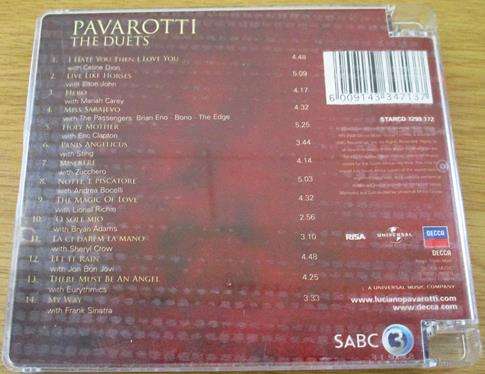 PAVAROTTI
THE DUETS
1. I Hate You Then I Love You 4.48
with Celine Dion
2. Live Like Horses 5.09
with Elton John
3. Hero 4.17
with Mariah Carey
4. Miss Sarajevo 4.32
with The Passengers: Brian Eno - Bono - The Edge
5. Holy Mother 5.25
with Eric Clapton
6. Panis Angelicus 3.44
with Sting
7. Miserere 4.14
with Zucchero
8. Notte 'e Piscatore 5.03
with Andrea Bocelli
9. The Magic Of Love 4.32
with Lionel Richie
10. O Sole Mio 2.56
with Bryan Adams
11. La Ci Darem La Mano 3.10
with Sheryl Crow
12. Let It Rain 4.48
with Jon Bon Jovi
13. There Must Be An Angel 4.25
with Eurythmics
14. My Way 3:33
with Frank Sinatra
6 009143 347137
STARCD
RISA
UNIVERSAL
DECCA
DECCA
A UNIVERSAL MUSIC COMPANY
www.lucianopavarotti.com
www.decca.com
SABC 3